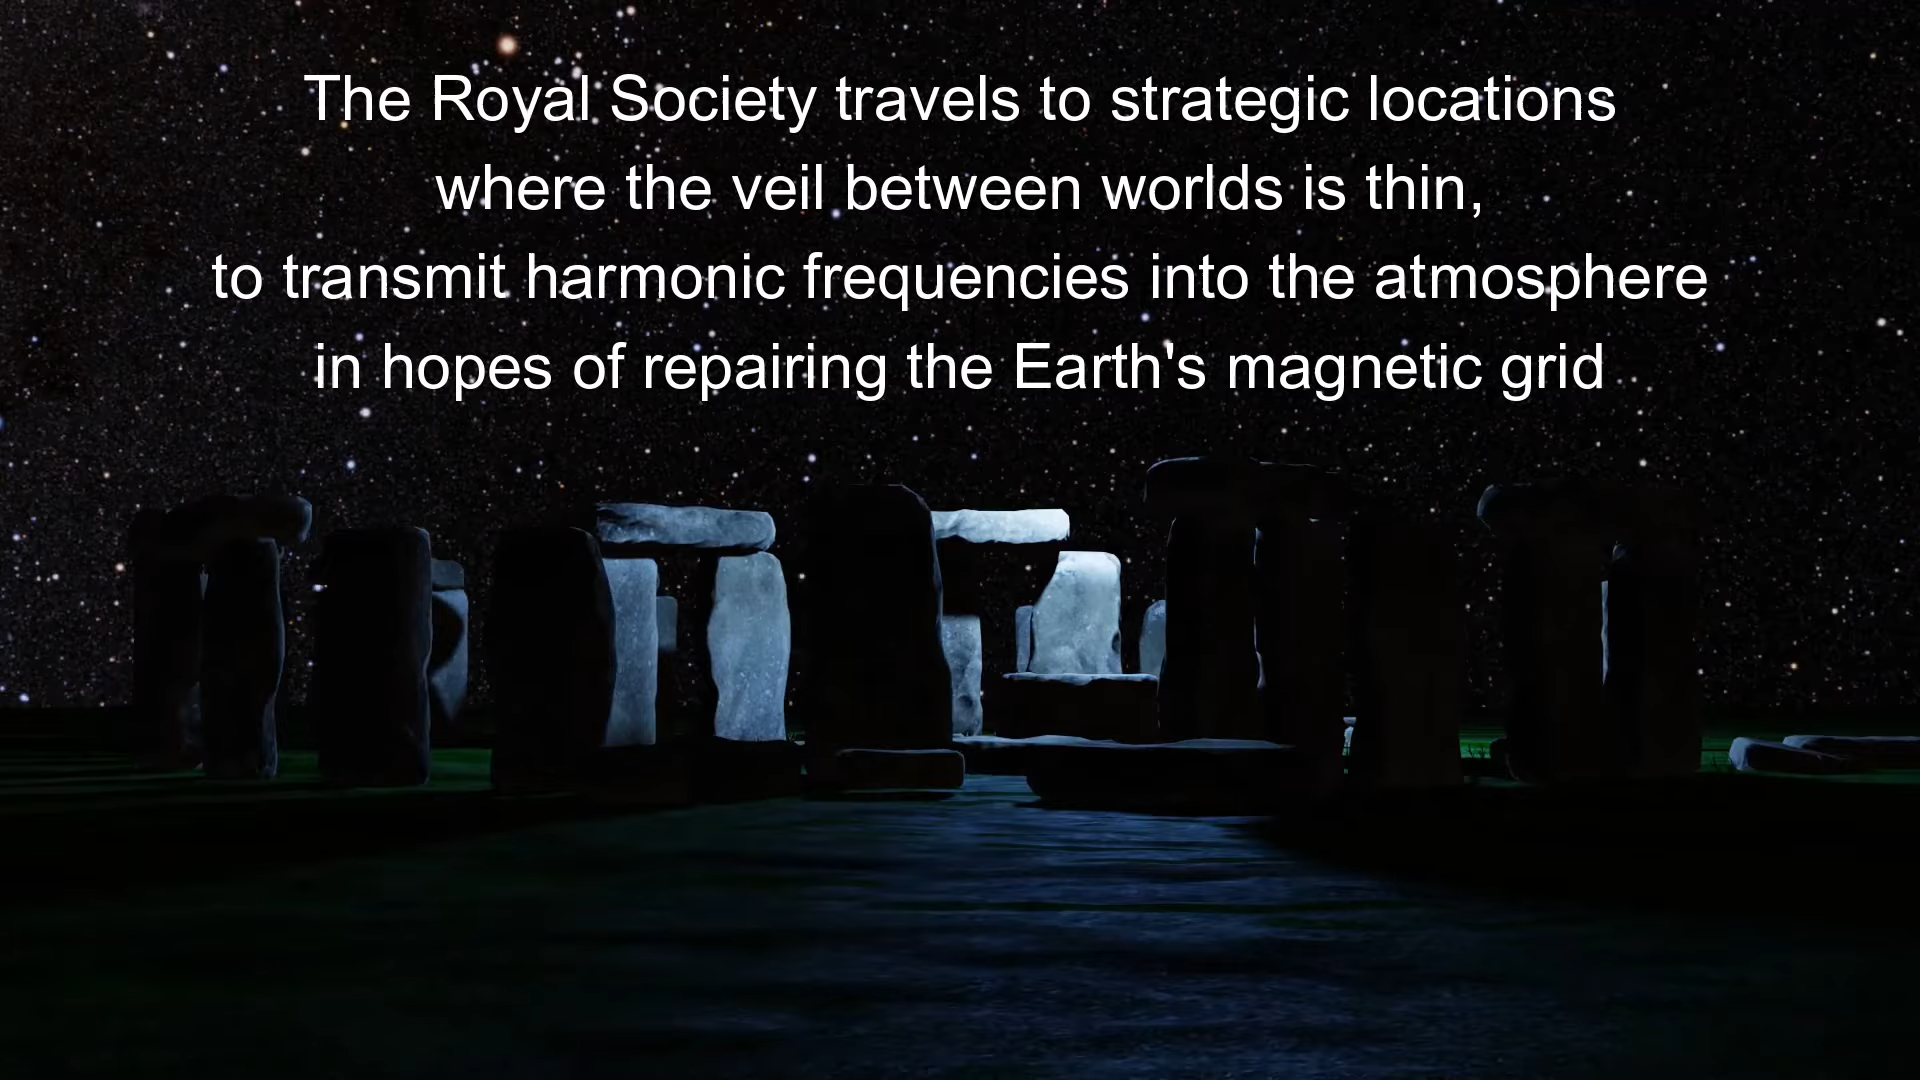 The Royal Society travels to strategic locations
where the veil between worlds is thin,
to transmit harmonic frequencies into the atmosphere
in hopes of repairing the Earth's magnetic grid